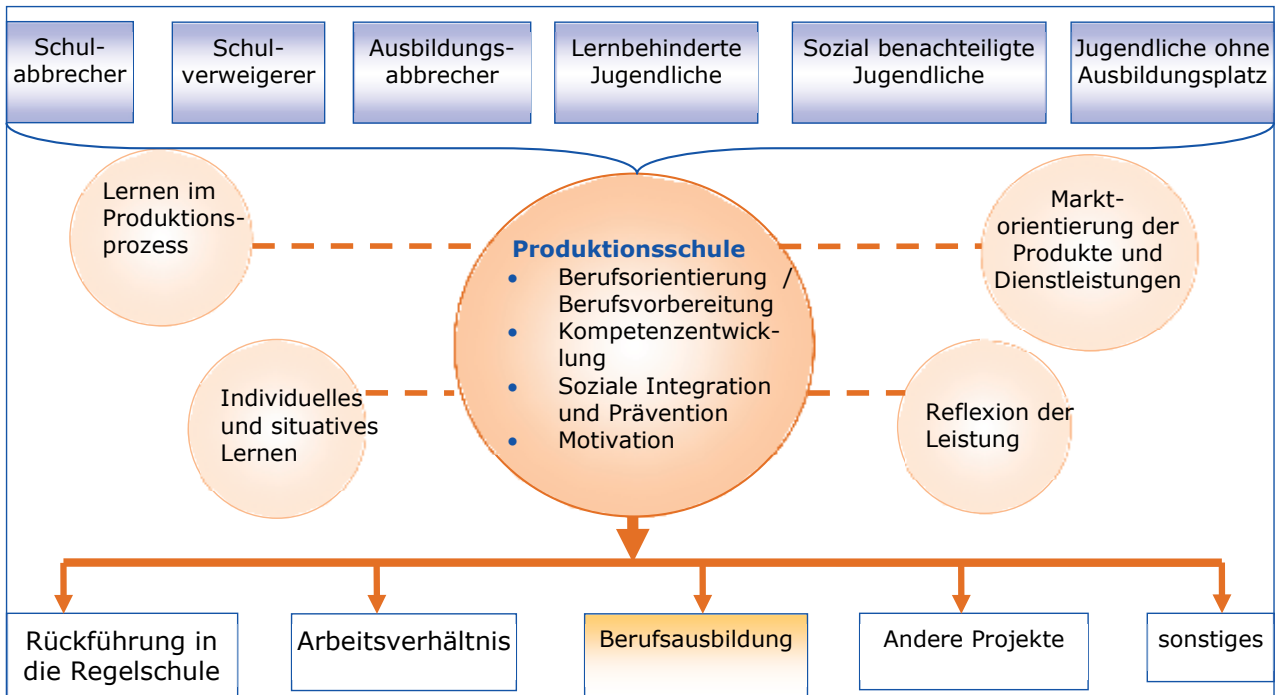 Schul-
abbrecher
Schul-
verweigerer
Ausbildungs-
abbrecher
Lernbehinderte
Jugendliche
Sozial benachteiligte
Jugendliche
Jugendliche ohne
Ausbildungsplatz
Lernen im
Produktions-
prozess
Markt-
orientierung der
Produkte und
Dienstleistungen
Produktionsschule
• Berufsorientierung /
Berufsvorbereitung
• Kompetenzentwick-
lung
• Soziale Integration
und Prävention
• Motivation
Individuelles
und situatives
Lernen
Reflexion der
Leistung
Rückführung in
die Regelschule
Arbeitsverhältnis
Berufsausbildung
Andere Projekte
sonstiges